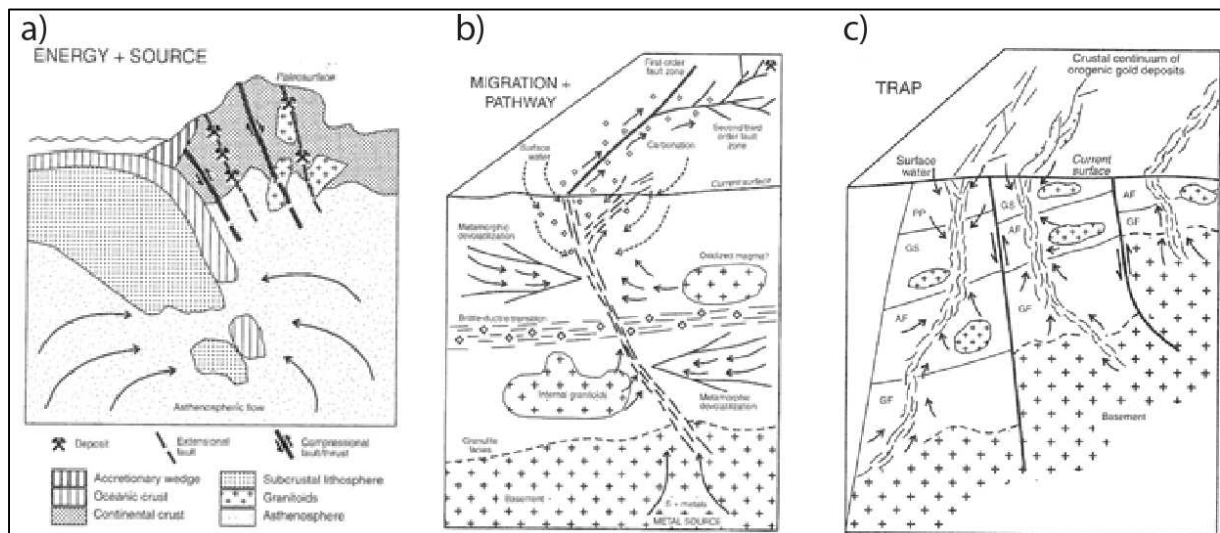 a)
ENERGY + SOURCE
Paleosurface
Asthenospheric flow
Deposit
Extensional
fault
Compressional
fault/thrust
Accretionary wedge
Oceanic crust
Continental crust
Subcrustal lithosphere
Granitoids
Asthenosphere
b)
MIGRATION +
PATHWAY
First-order
fault zone
Second/third
order fault
zone
Carbonation
Surface
water
Current surface
Metamorphic
devolatilization
Oxidized magma?
Brittle-ductile transition
Internal granitoids
Metamorphic
devolatilization
Granulite
facies
Basement
S + metals
METAL SOURCE
c)
TRAP
Crustal continuum of
orogenic gold deposits
Surface
water
Current
surface
PP
GS
GS
AF
AF
GF
AF
GF
GF
Basement